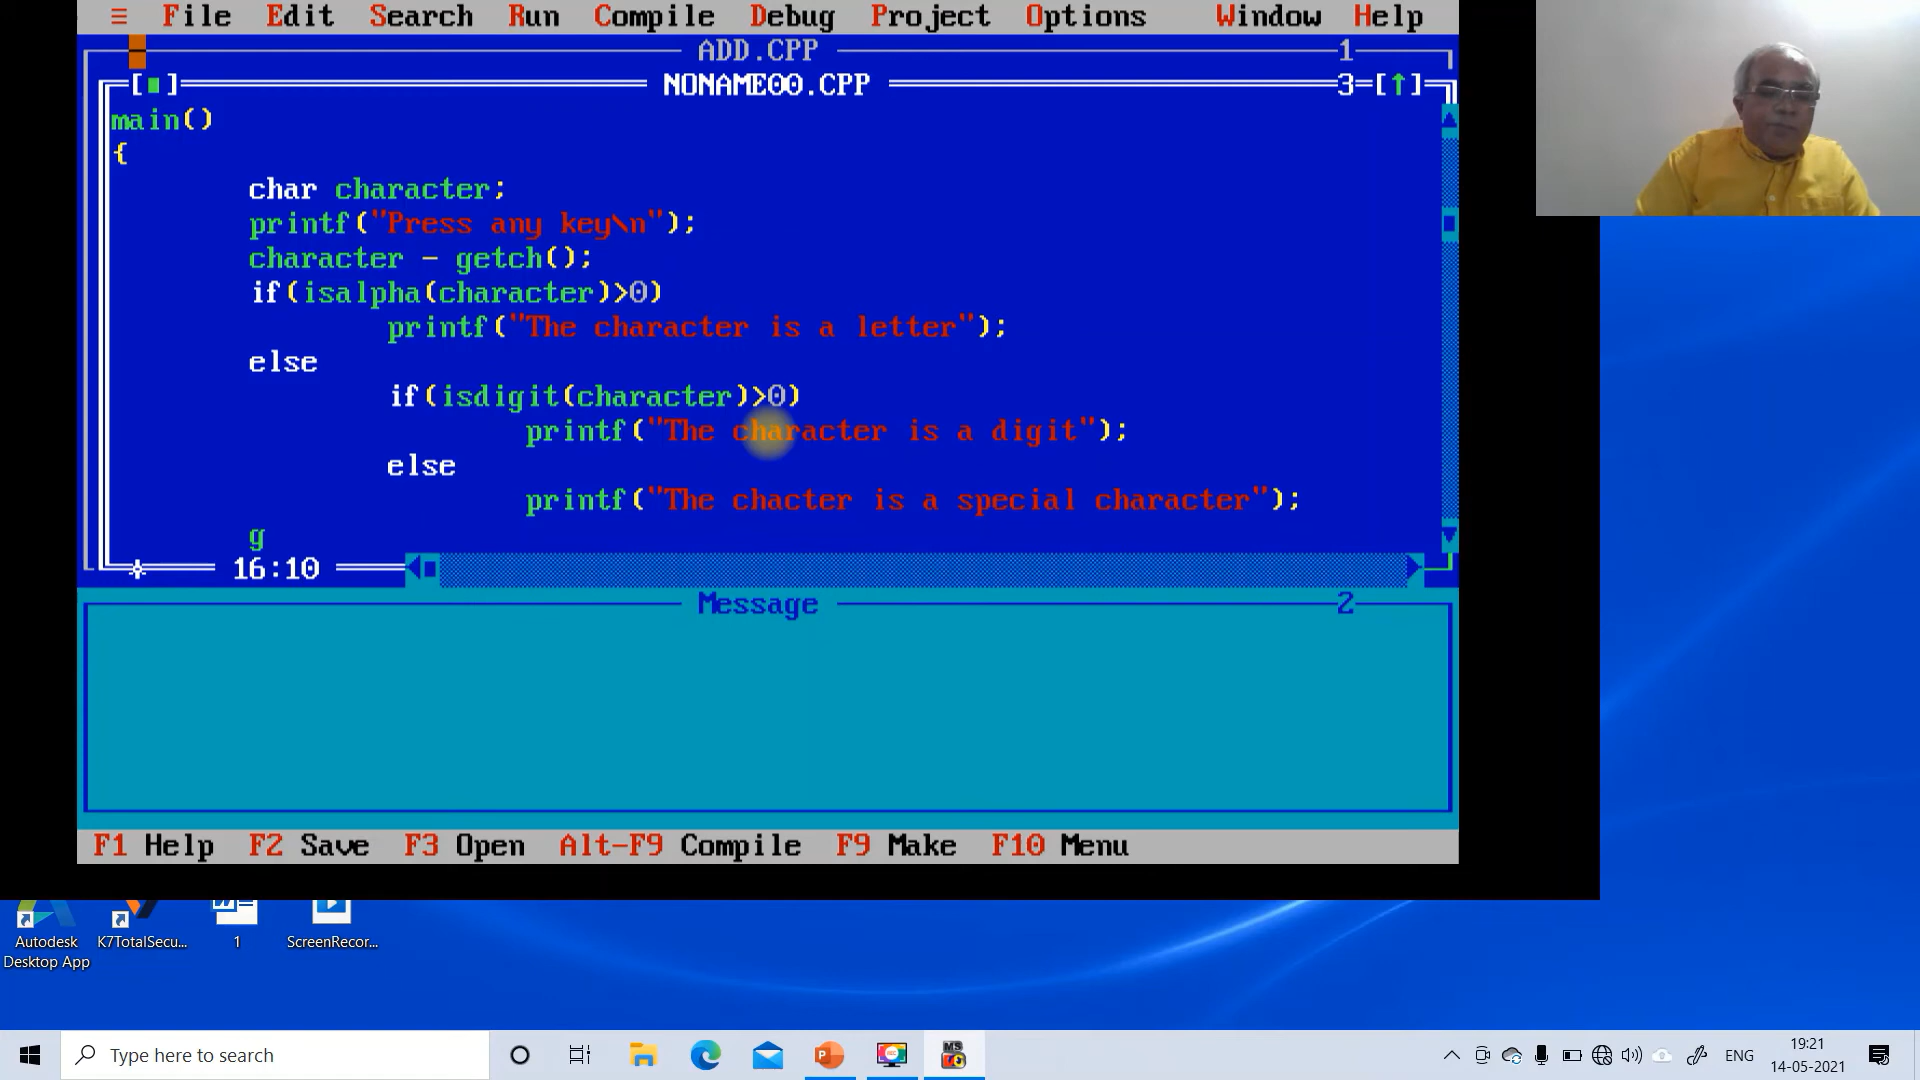 ≡ File Edit Search Run Compile Debug Project Options Window Help
ADD.CPP 1
[■] NONAME00.CPP 3=[↑]
main()
{
char character;
printf("Press any key\n");
character - getch();
if(isalpha(character)>0)
printf("The character is a letter");
else
if(isdigit(character)>0)
printf("The character is a digit");
else
printf("The chacter is a special character");
g
16:10
Message 2
F1 Help F2 Save F3 Open Alt-F9 Compile F9 Make F10 Menu
Autodesk
Desktop App
K7TotalSecu...
1
ScreenRecor...
Type here to search
MS
ENG
19:21
14-05-2021